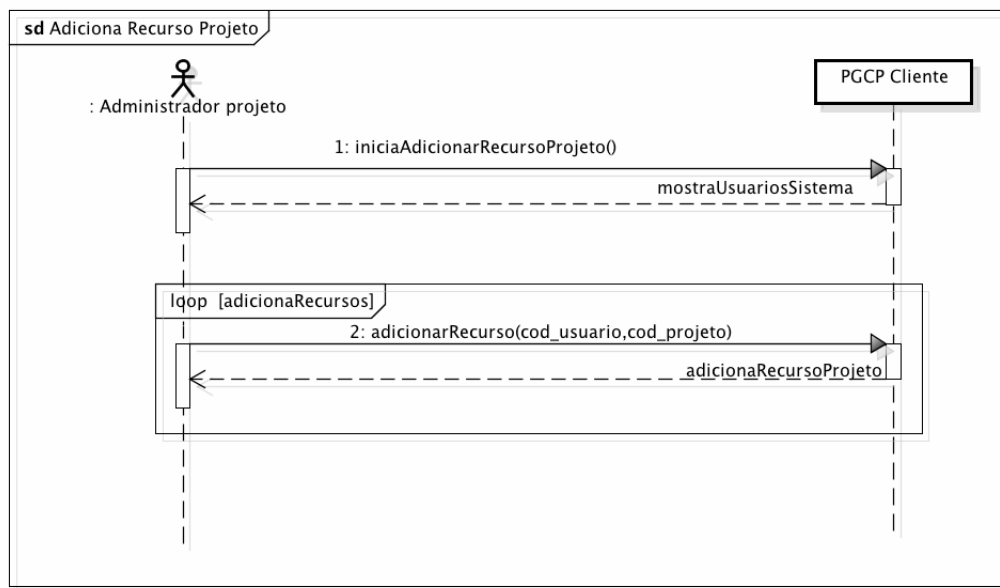 sd Adiciona Recurso Projeto
: Administrador projeto
PGCP Cliente
1: iniciaAdicionarRecursoProjeto()
mostraUsuariosSistema
loop [adicionaRecursos]
2: adicionarRecurso(cod_usuario,cod_projeto)
adicionaRecursoProjeto